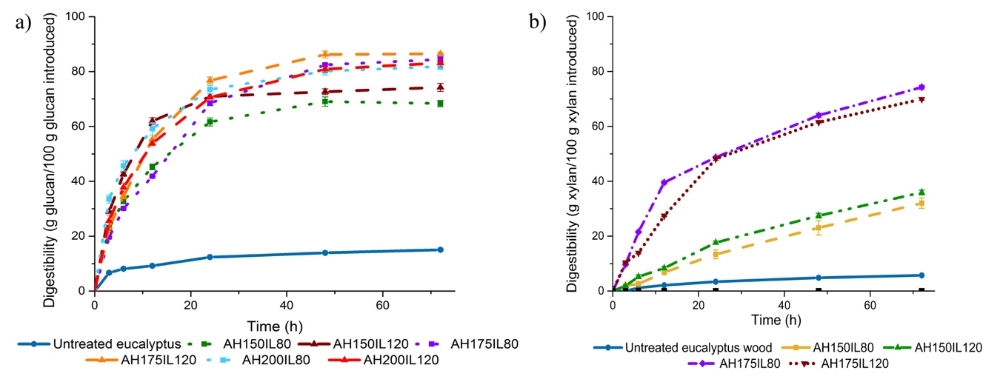 a)
Digestibility (g glucan/100 g glucan introduced)
100
80
60
40
20
0
0 20 40 60
Time (h)
Untreated eucalyptus AH150IL80 AH150IL120 AH175IL80
AH175IL120 AH200IL80 AH200IL120
b)
Digestibility (g xylan/100 g xylan introduced)
100
80
60
40
20
0
0 20 40 60
Time (h)
Untreated eucalyptus wood AH150IL80 AH150IL120
AH175IL80 AH175IL120